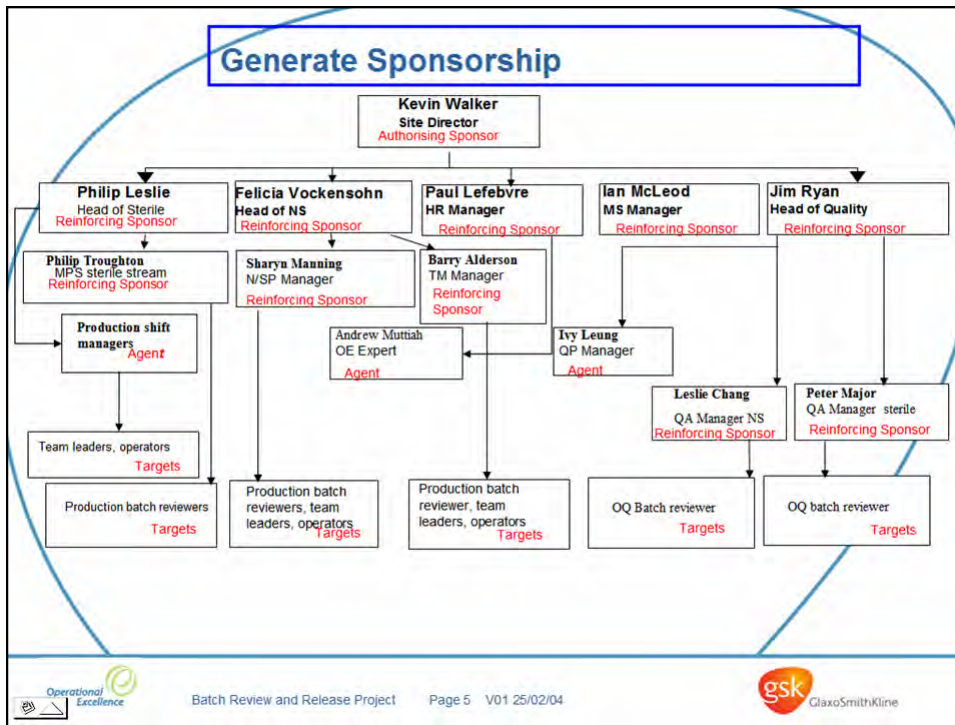 Generate Sponsorship
Kevin Walker
Site Director
Authorising Sponsor
Philip Leslie
Head of Sterile
Reinforcing Sponsor
Felicia Vockensohn
Head of NS
Reinforcing Sponsor
Paul Lefebvre
HR Manager
Reinforcing Sponsor
Ian McLeod
MS Manager
Reinforcing Sponsor
Jim Ryan
Head of Quality
Reinforcing Sponsor
Philip Troughton
MPS sterile stream
Reinforcing Sponsor
Sharyn Manning
N/SP Manager
Reinforcing Sponsor
Barry Alderson
TM Manager
Reinforcing
Sponsor
Production shift
managers
Agent
Andrew Muttiah
OE Expert
Agent
Ivy Leung
QP Manager
Agent
Leslie Chang
QA Manager NS
Reinforcing Sponsor
Peter Major
QA Manager sterile
Reinforcing Sponsor
Team leaders, operators
Targets
Production batch reviewers
Targets
Production batch
reviewers, team
leaders, operators
Targets
Production batch
reviewer, team
leaders, operators
Targets
OQ Batch reviewer
Targets
OQ batch reviewer
Targets
Operational
Excellence
Batch Review and Release Project Page 5 V01 25/02/04
gsk
GlaxoSmithKline